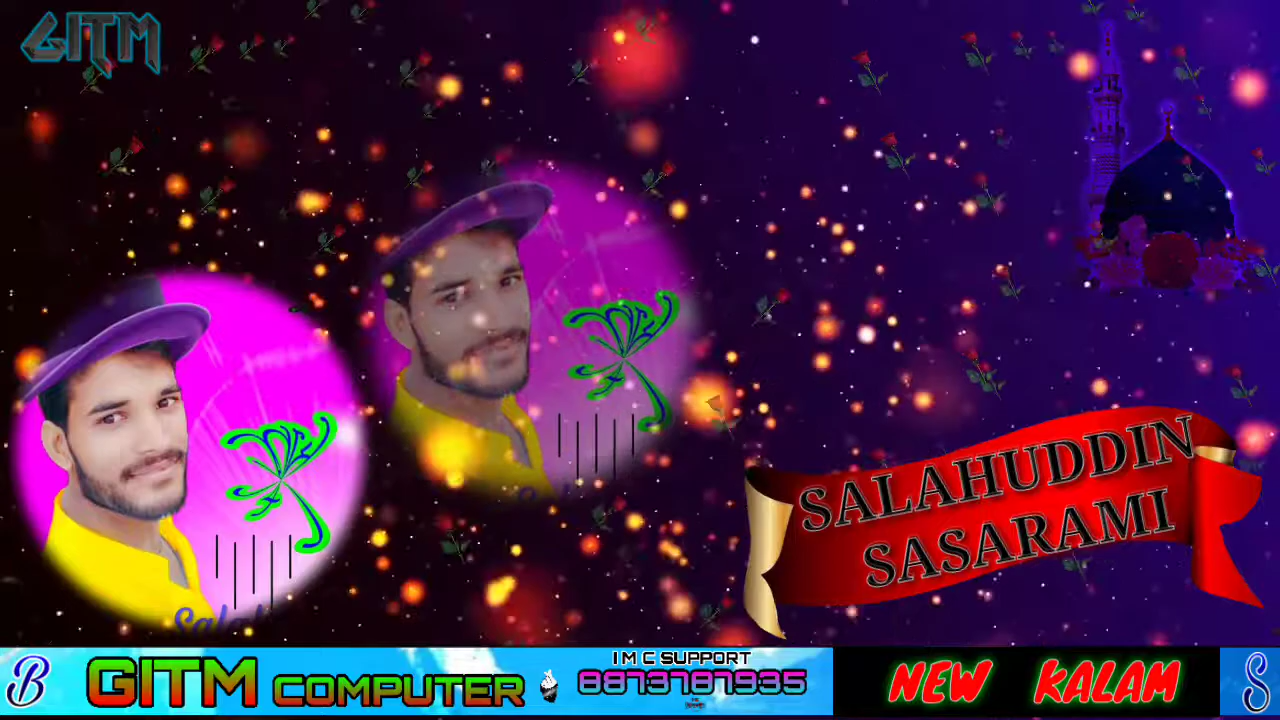 GITM
SALAHUDDIN
SASARAMI
B
GITM COMPUTER
I M C SUPPORT
8873787935
NEW KALAM
S